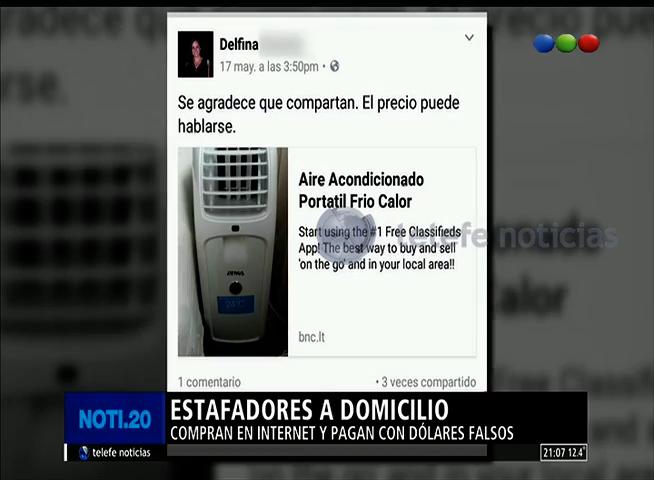 Delfina
17 may. a las 3:50pm
Se agradece que compartan. El precio puede
hablarse.
Aire Acondicionado
Portatil Frio Calor
Start using the #1 Free Classifieds
App! The best way to buy and sell
'on the go' and in your local area!!
bnc.lt
24°C
telefe noticias
1 comentario
• 3 veces compartido
NOTI.20
ESTAFADORES A DOMICILIO
COMPRAN EN INTERNET Y PAGAN CON DÓLARES FALSOS
telefe noticias
21:07 12.4°